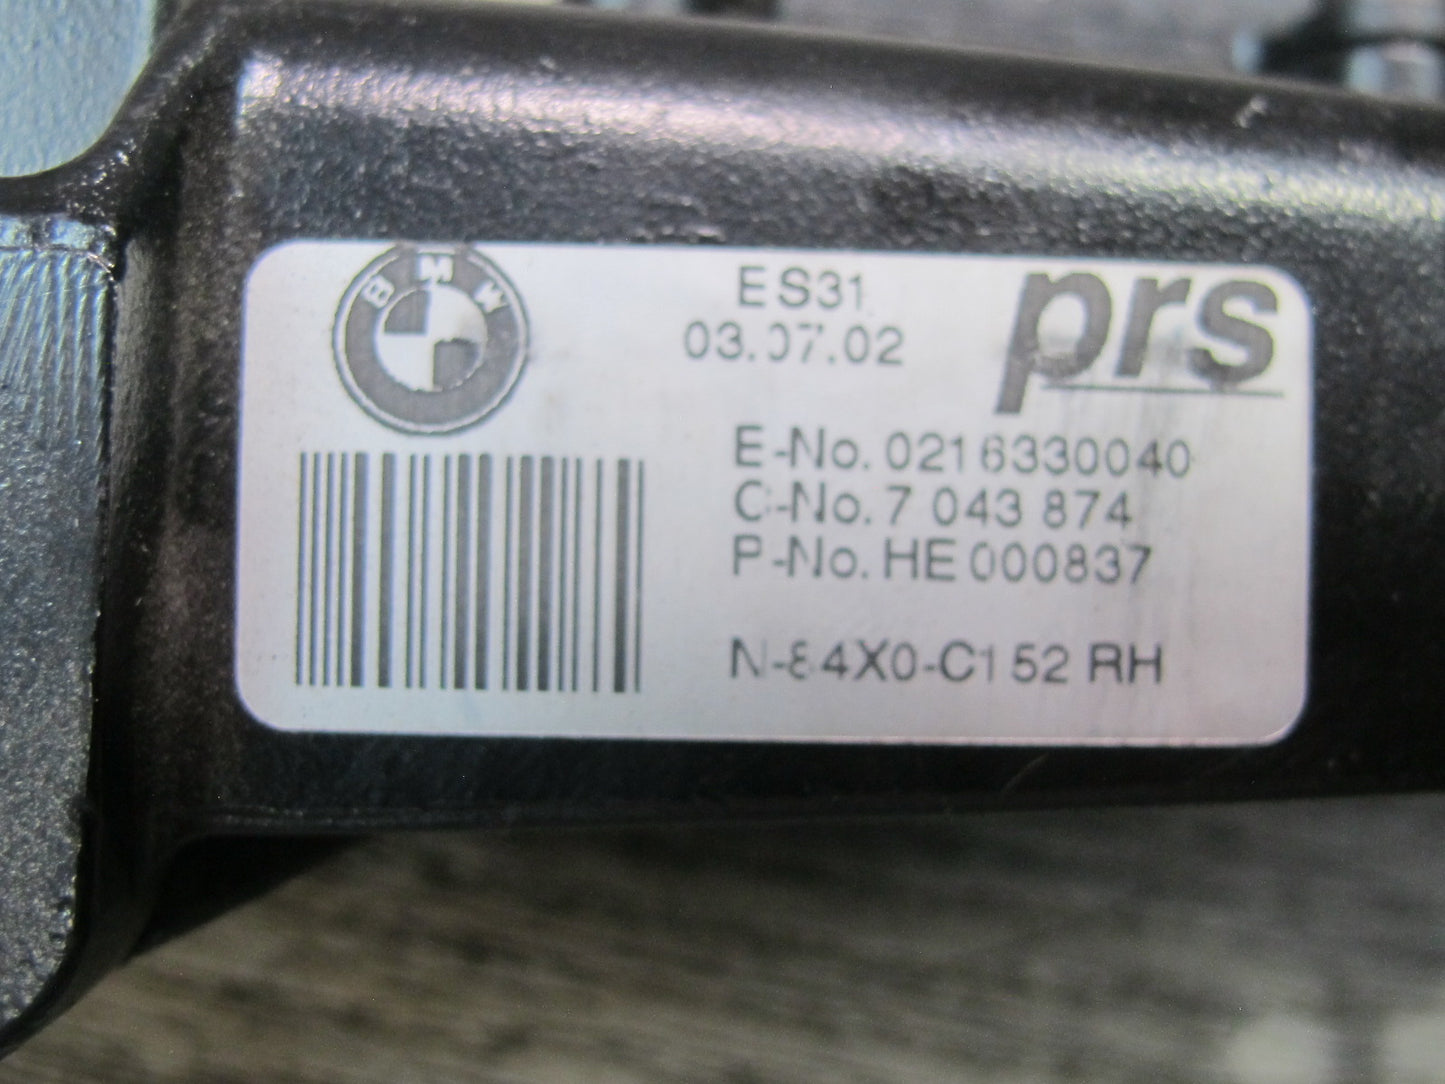 BMW
ES31
03.07.02
prs
E-No. 0216330040
C-No. 7 043 874
P-No. HE 000837
N-84X0-C152 RH